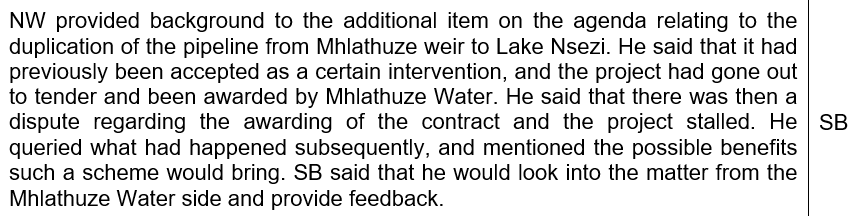 NW provided background to the additional item on the agenda relating to the
duplication of the pipeline from Mhlathuze weir to Lake Nsezi. He said that it had
previously been accepted as a certain intervention, and the project had gone out
to tender and been awarded by Mhlathuze Water. He said that there was then a
dispute regarding the awarding of the contract and the project stalled. He
queried what had happened subsequently, and mentioned the possible benefits
such a scheme would bring. SB said that he would look into the matter from the
Mhlathuze Water side and provide feedback.
SB